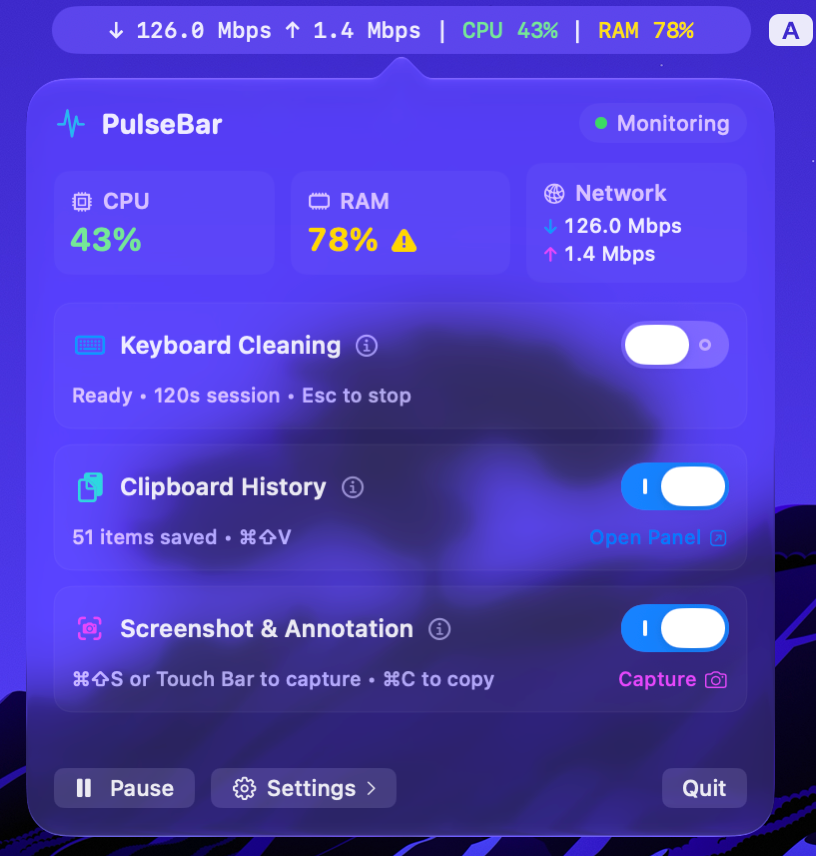 ↓ 126.0 Mbps ↑ 1.4 Mbps | CPU 43% | RAM 78%
A
PulseBar
Monitoring
CPU
43%
RAM
78%
Network
↓ 126.0 Mbps
↑ 1.4 Mbps
Keyboard Cleaning
Ready • 120s session • Esc to stop
Clipboard History
51 items saved • ⌘⇧V
Open Panel
Screenshot & Annotation
⌘⇧S or Touch Bar to capture • ⌘C to copy
Capture
Pause
Settings
Quit